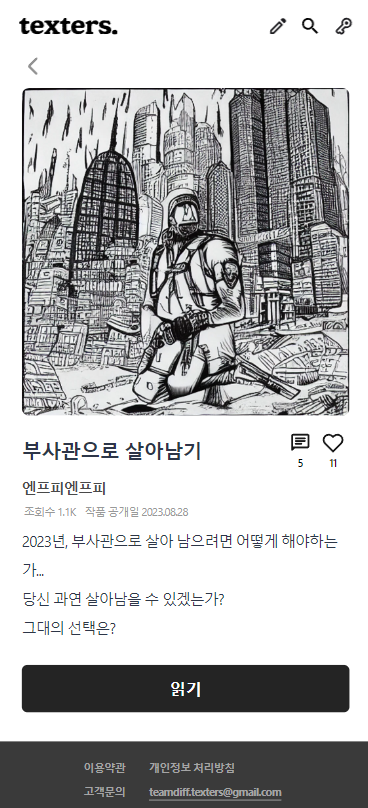 texters.
부사관으로 살아남기
5
11
엔프피엔프피
조회수 1.1K 작품 공개일 2023.08.28
2023년, 부사관으로 살아 남으려면 어떻게 해야하는
가...
당신 과연 살아남을 수 있겠는가?
그대의 선택은?
읽기
이용약관 개인정보 처리방침
고객문의 teamdiff.texters@gmail.com